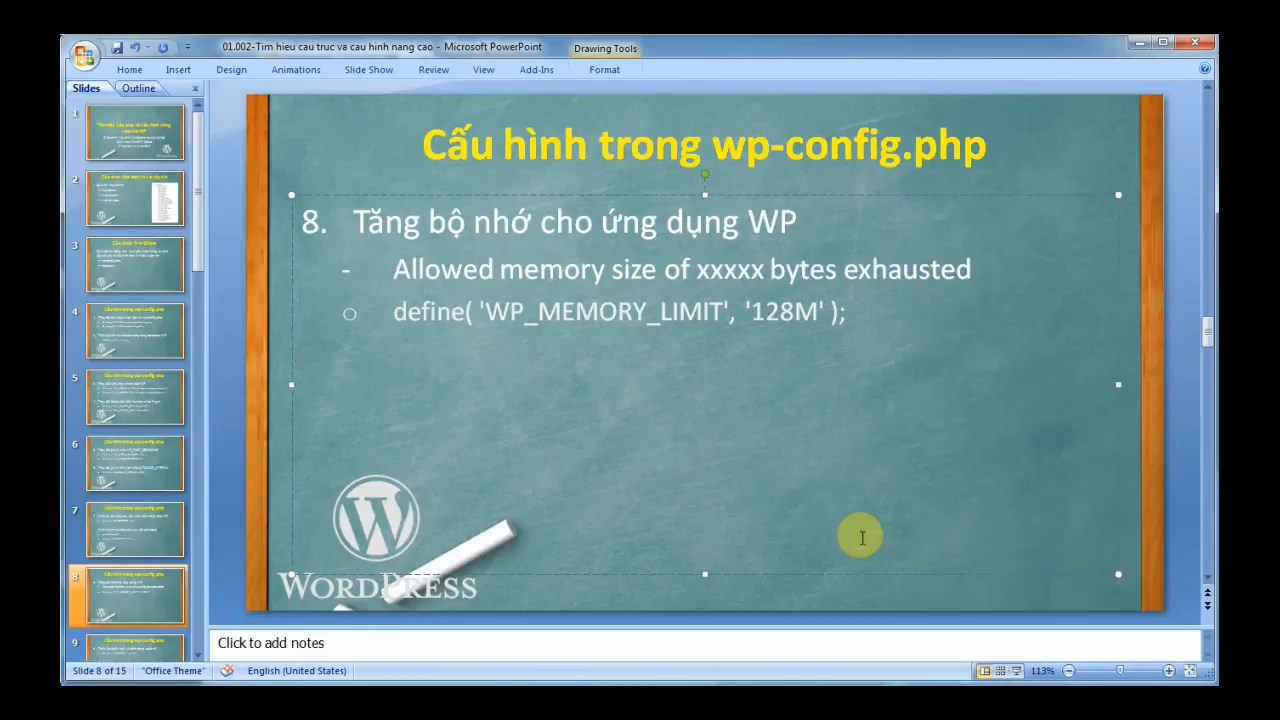 01.002-Tim hieu cau truc va cau hinh nang cao - Microsoft PowerPoint
Drawing Tools
Home Insert Design Animations Slide Show Review View Add-Ins Format
Slides Outline
1
2
3
4
5
6
7
8
9
Cấu hình trong wp-config.php
8. Tăng bộ nhớ cho ứng dụng WP
- Allowed memory size of xxxxx bytes exhausted
o define( 'WP_MEMORY_LIMIT', '128M' );
WORDPRESS
Click to add notes
Slide 8 of 15 "Office Theme" English (United States) 113%